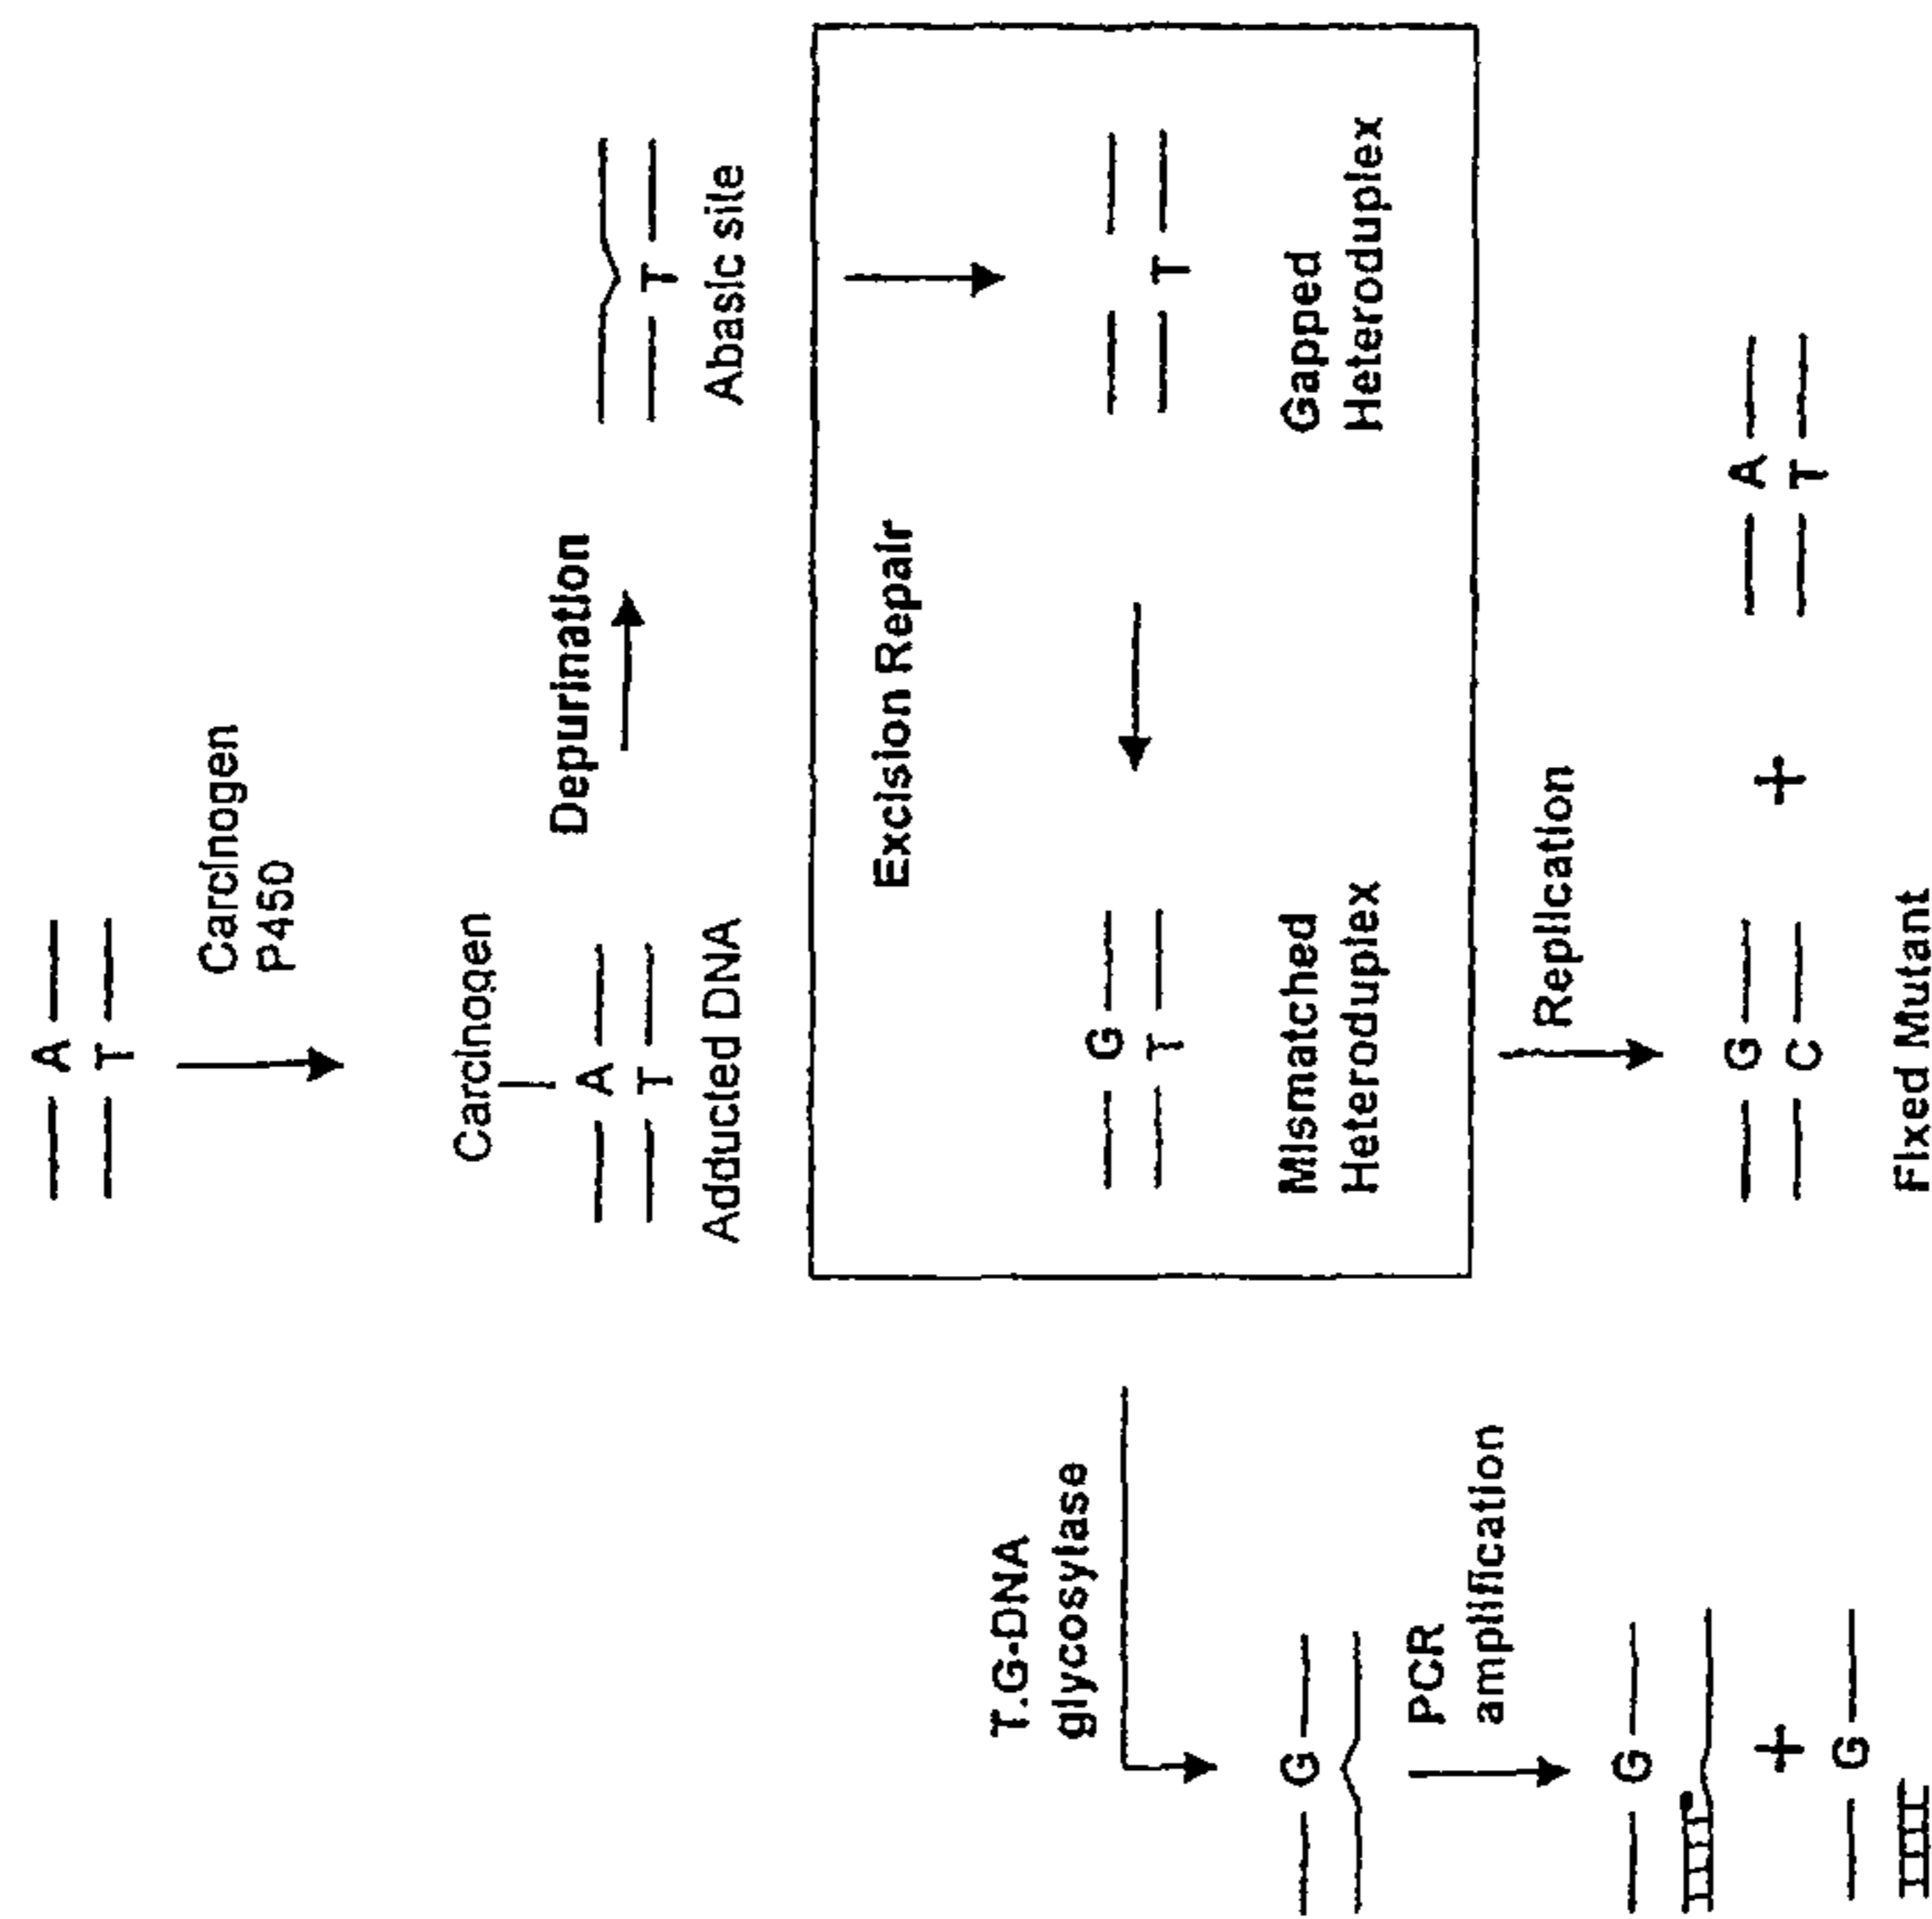 A
T
Carcinogen
P450
Carcinogen
A
T
Adducted DNA
Depurination
T
Abasic site
Excision Repair
T
Gapped
Heteroduplex
G
T
Mismatched
Heteroduplex
T.G-DNA
glycosylase
G
PCR
amplification
G
+
G
Replication
G
C
Fixed Mutant
+
A
T